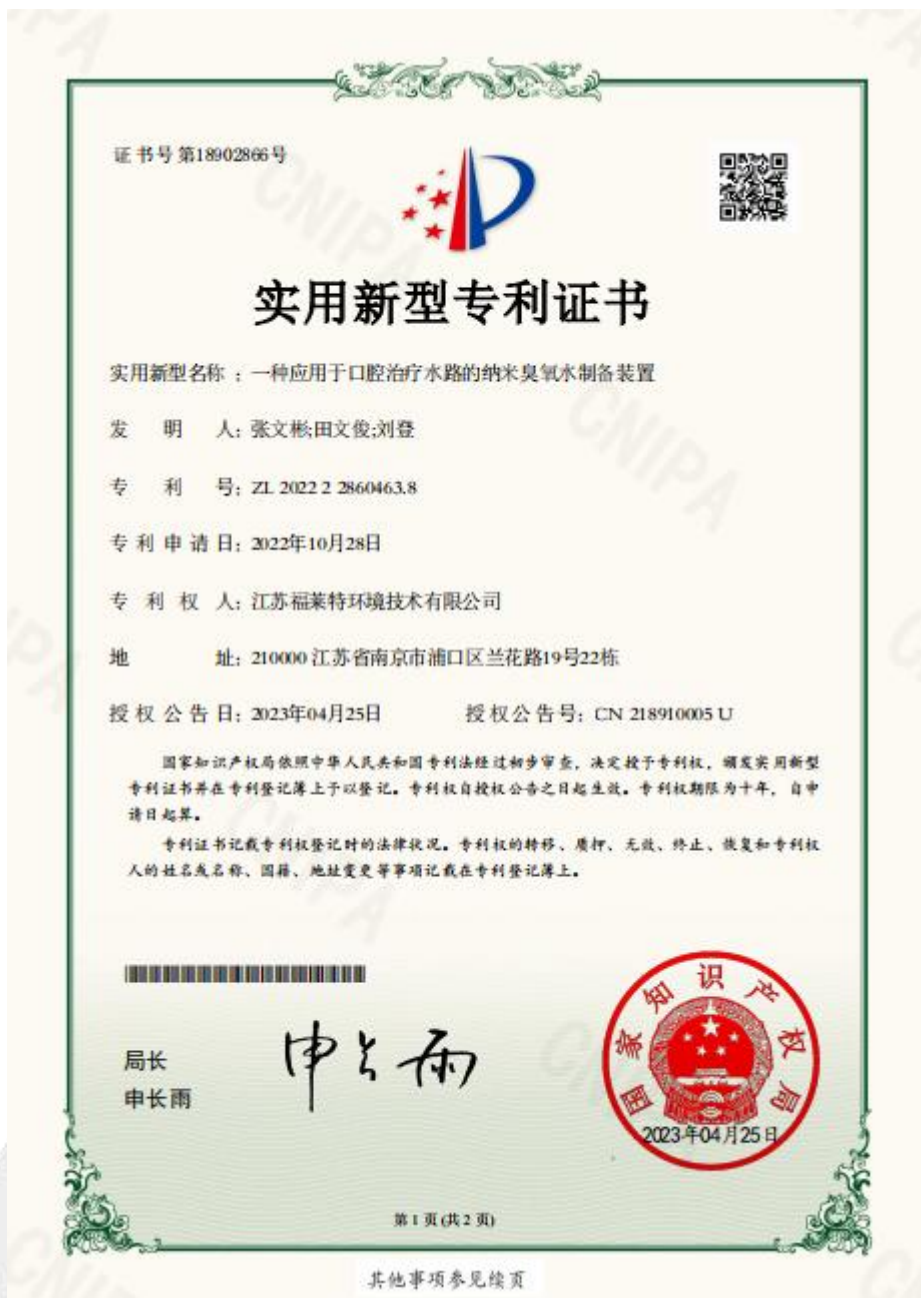 证书号第18902866号
实用新型专利证书
实用新型名称：一种应用于口腔治疗水路的纳米臭氧水制备装置
发明人：张文彬;田文俊;刘登
专利号：ZL 2022 2 2860463.8
专利申请日：2022年10月28日
专利权人：江苏福莱特环境技术有限公司
地址：210000 江苏省南京市浦口区兰花路19号22栋
授权公告日：2023年04月25日 授权公告号：CN 218910005 U
国家知识产权局依照中华人民共和国专利法经过初步审查，决定授予专利权，颁发实用新型
专利证书并在专利登记簿上予以登记。专利权自授权公告之日起生效。专利权期限为十年，自申
请日起算。
专利证书记载专利权登记时的法律状况。专利权的转移、质押、无效、终止、恢复和专利权
人的姓名或名称、国籍、地址变更等事项记载在专利登记簿上。
局长
申长雨
申长雨
国家知识产权局
2023年04月25日
第 1 页 (共 2 页)
其他事项参见续页
CNIPA